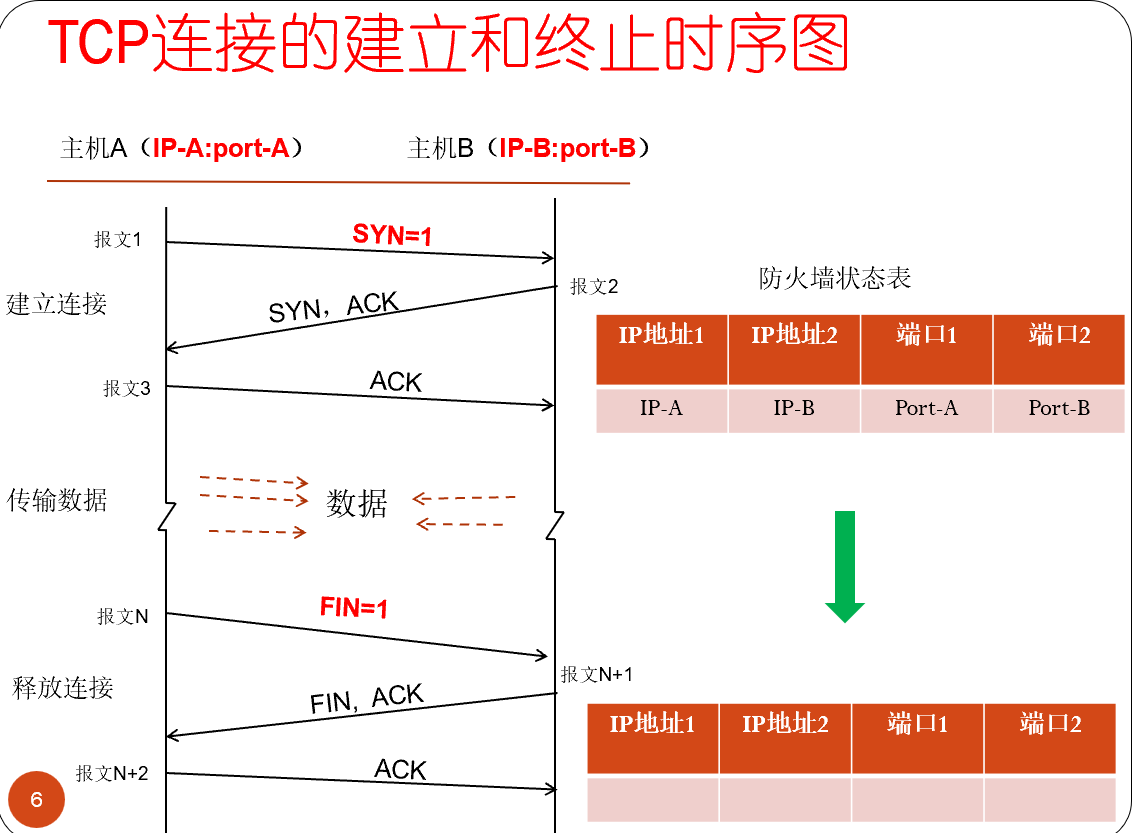 TCP连接的建立和终止时序图
主机A（IP-A:port-A）
主机B（IP-B:port-B）
报文1
SYN=1
建立连接
SYN，ACK
报文2
报文3
ACK
防火墙状态表
IP地址1 IP地址2 端口1 端口2
IP-A IP-B Port-A Port-B
传输数据
数据
报文N
FIN=1
释放连接
FIN, ACK
报文N+1
报文N+2
ACK
IP地址1 IP地址2 端口1 端口2
6